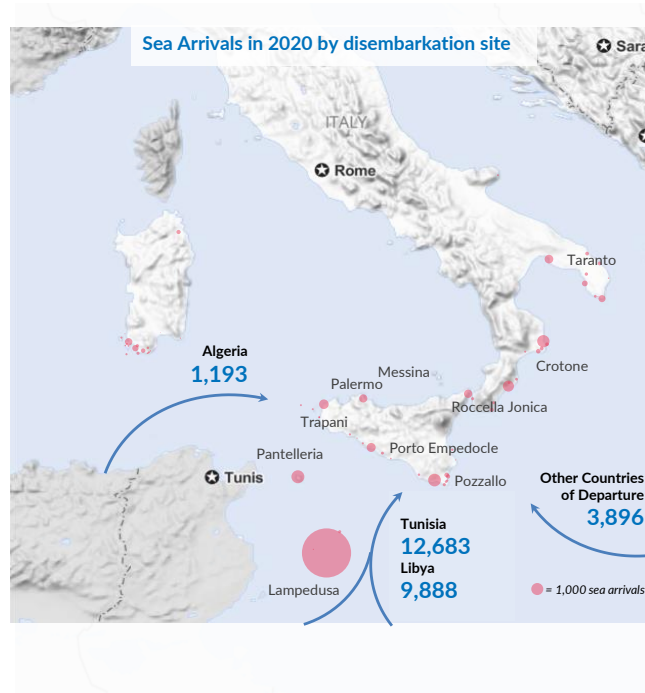 Sea Arrivals in 2020 by disembarkation site
Sara
ITALY
Rome
Taranto
Algeria
1,193
Messina
Crotone
Palermo
Roccella Jonica
Trapani
Porto Empedocle
Pantelleria
Tunis
Pozzallo
Other Countries
of Departure
3,896
Tunisia
12,683
Libya
9,888
Lampedusa
= 1,000 sea arrivals